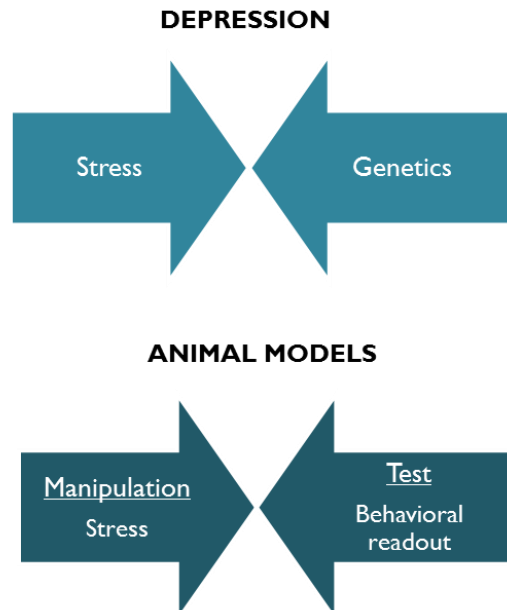 DEPRESSION
Stress
Genetics
ANIMAL MODELS
Manipulation
Stress
Test
Behavioral
readout